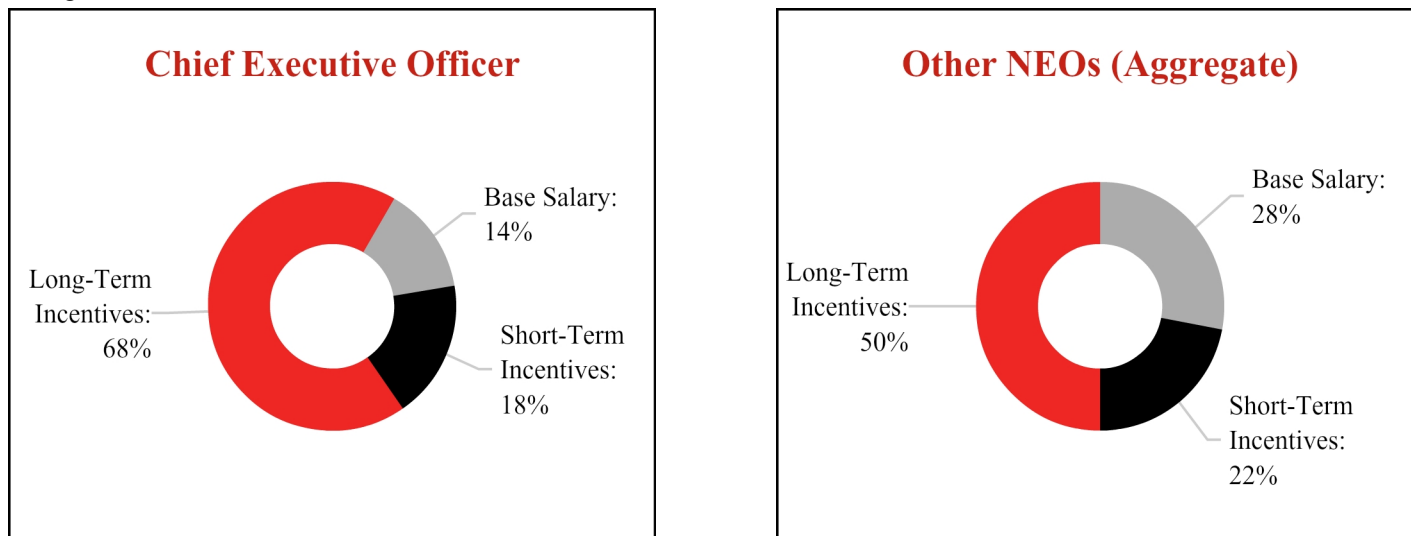 Chief Executive Officer
Base Salary:
14%
Long-Term
Incentives:
68%
Short-Term
Incentives:
18%
Other NEOs (Aggregate)
Base Salary:
28%
Long-Term
Incentives:
50%
Short-Term
Incentives:
22%